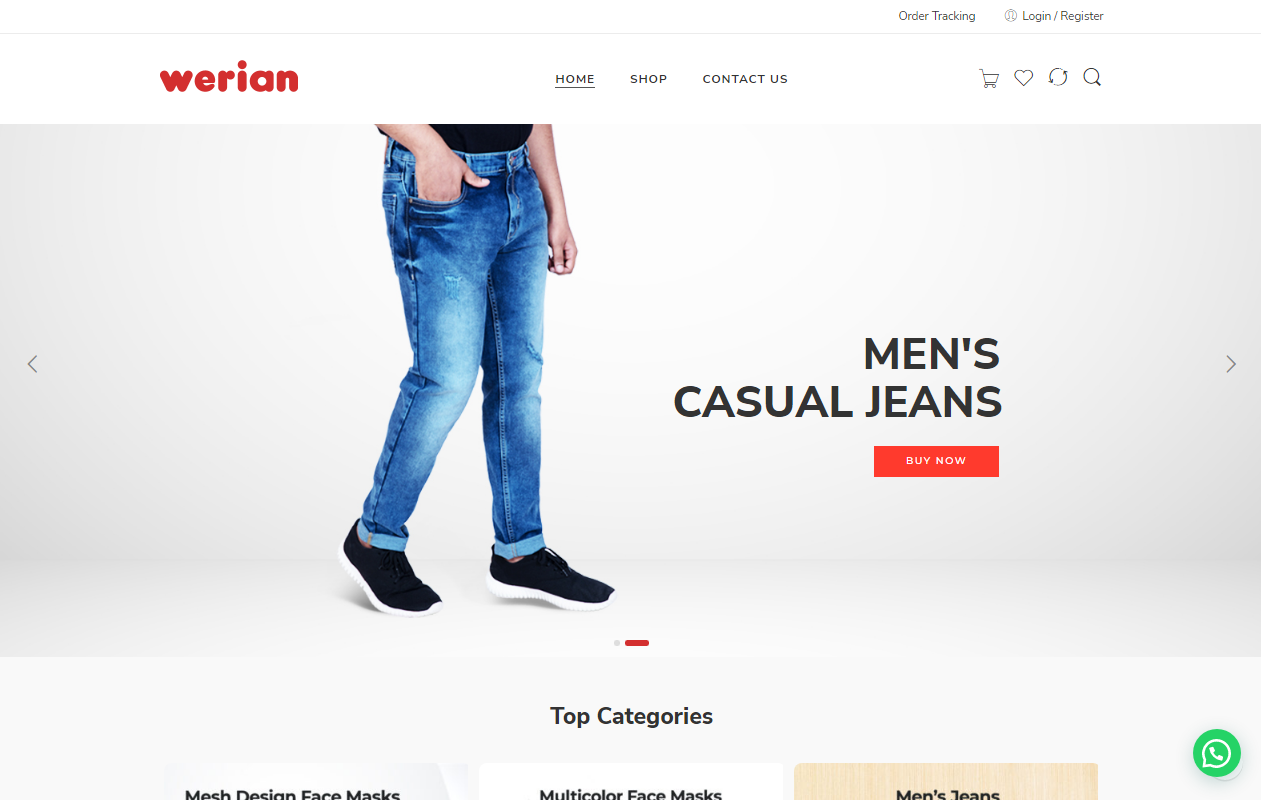 Order Tracking
Login / Register
werian
HOME
SHOP
CONTACT US
MEN'S
CASUAL JEANS
BUY NOW
Top Categories
Mesh Design Face Masks
Multicolor Face Masks
Men's Jeans